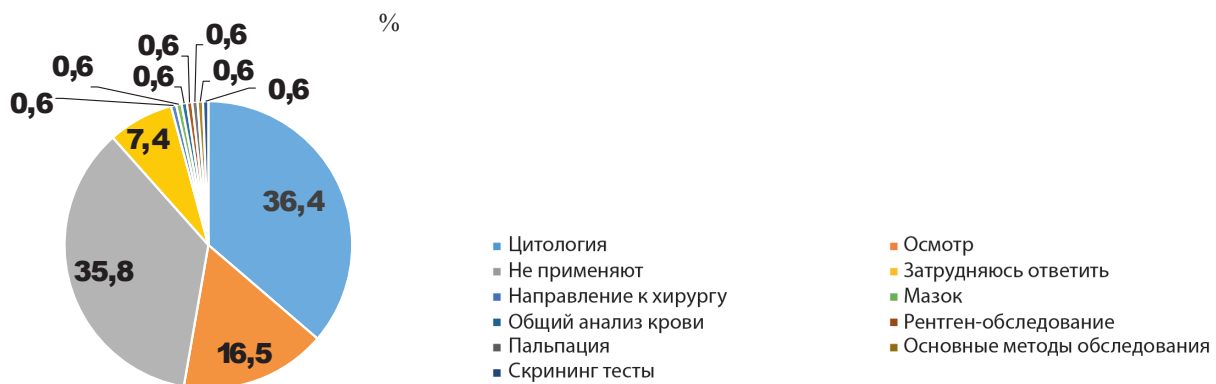 %
0,6
0,6
0,6
0,6
0,6
0,6
0,6
7,4
36,4
35,8
16,5
Цитология
Осмотр
Не применяют
Затрудняюсь ответить
Направление к хирургу
Мазок
Общий анализ крови
Рентген-обследование
Пальпация
Основные методы обследования
Скрининг тесты